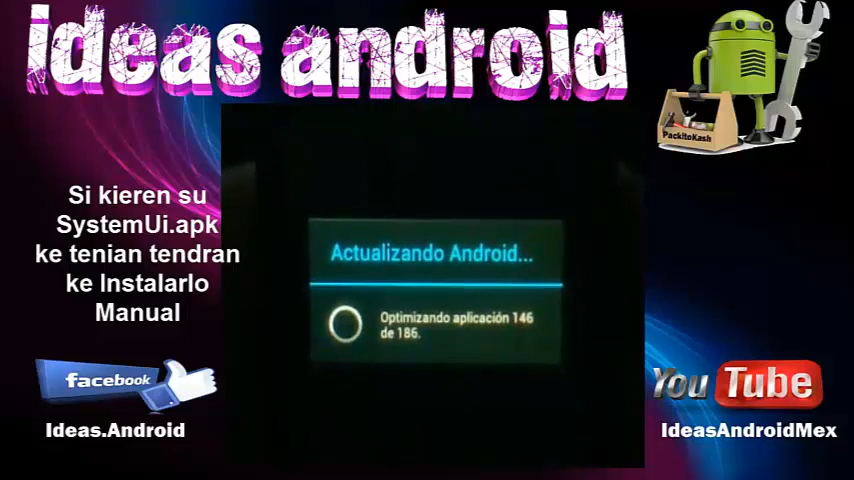 ideas android
PackitoKash
Si kieren su
SystemUi.apk
ke tenian tendran
ke Instalarlo
Manual
Actualizando Android...
Optimizando aplicación 146
de 186.
facebook
Ideas.Android
You Tube
IdeasAndroidMex